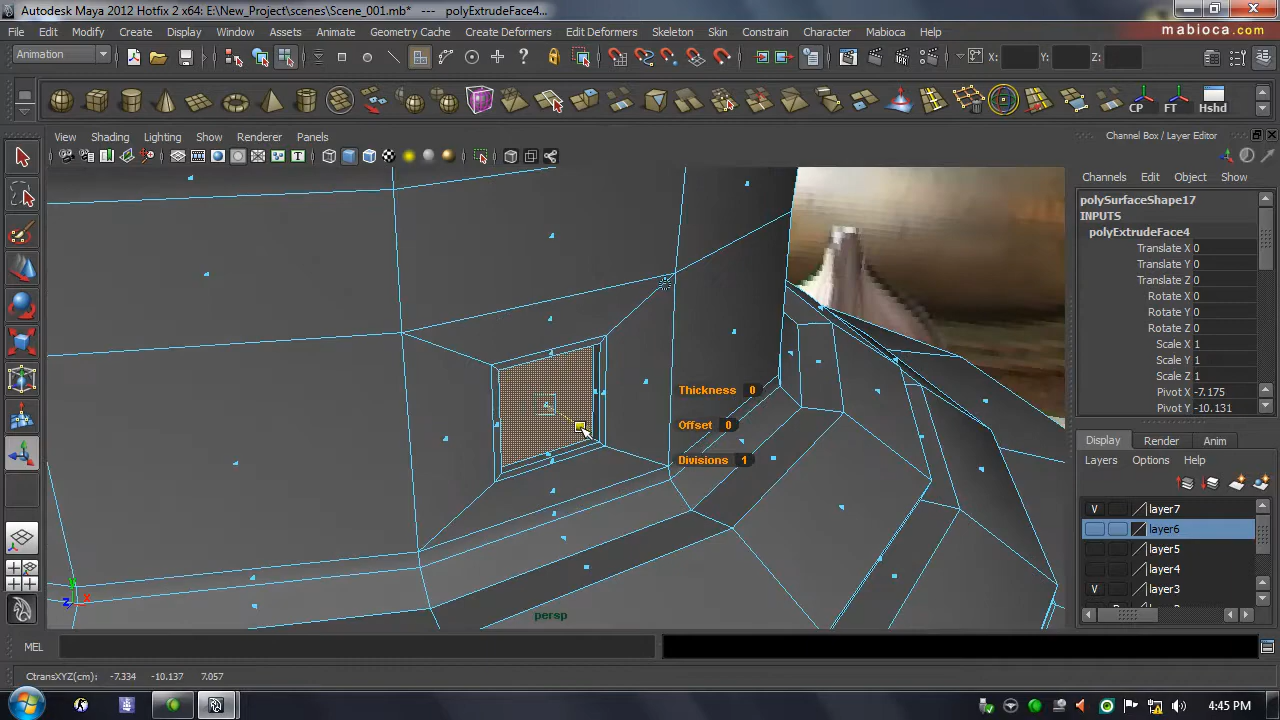 Autodesk Maya 2012 Hotfix 2 x64: E:\New_Project\scenes\Scene_001.mb* --- polyExtrudeFace4...
File Edit Modify Create Display Window Assets Animate Geometry Cache Create Deformers Edit Deformers Skeleton Skin Constrain Character Mabioca Help
mabioca.com
Animation
X: Y: Z:
CP FT Hshd
View Shading Lighting Show Renderer Panels
Channel Box / Layer Editor
Channels Edit Object Show
polySurfaceShape17
INPUTS
polyExtrudeFace4
Translate X 0
Translate Y 0
Translate Z 0
Rotate X 0
Rotate Y 0
Rotate Z 0
Scale X 1
Scale Y 1
Scale Z 1
Pivot X -7.175
Pivot Y -10.131
Thickness 0
Offset 0
Divisions 1
Display Render Anim
Layers Options Help
V layer7
layer6
layer5
layer4
V layer3
y
z x
persp
MEL
CtransXYZ(cm): -7.334 -10.137 7.057
4:45 PM